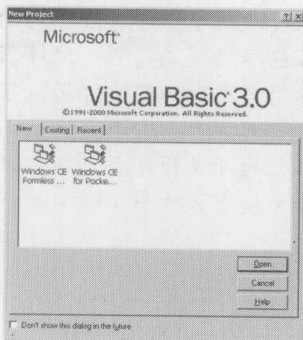 New Project
Microsoft®
Visual Basic® 3.0
©1991-2000 Microsoft Corporation. All Rights Reserved.
New Existing Recent
Windows CE Formless ...
Windows CE for Pocke...
Open
Cancel
Help
Don't show this dialog in the future